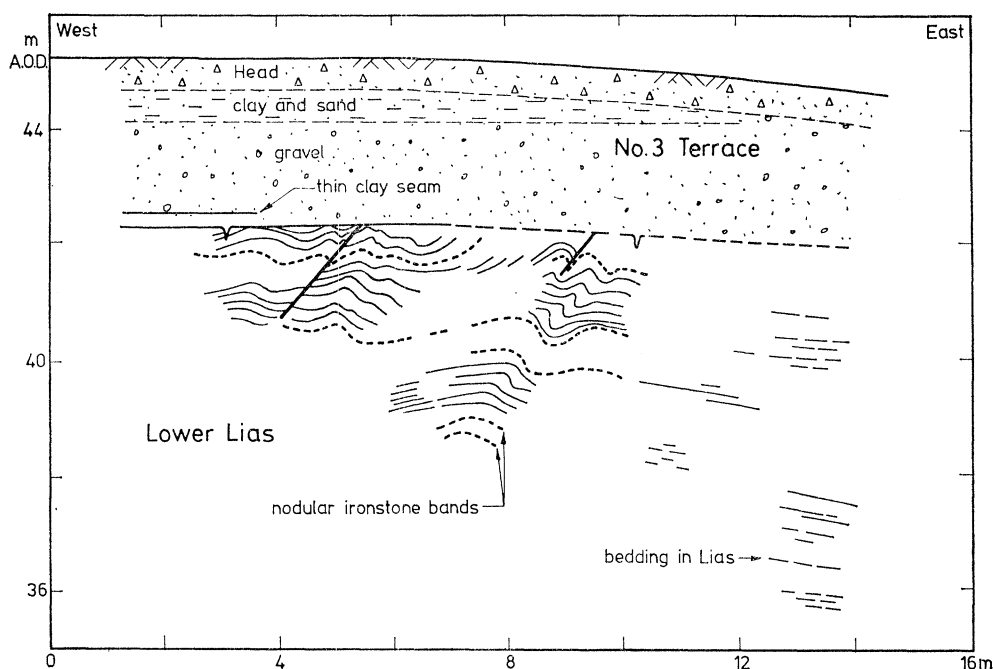 West
East
m
A.O.D.
Head
clay and sand
44
gravel
No.3 Terrace
thin clay seam
40
Lower Lias
nodular ironstone bands
bedding in Lias
36
0
4
8
12
16m